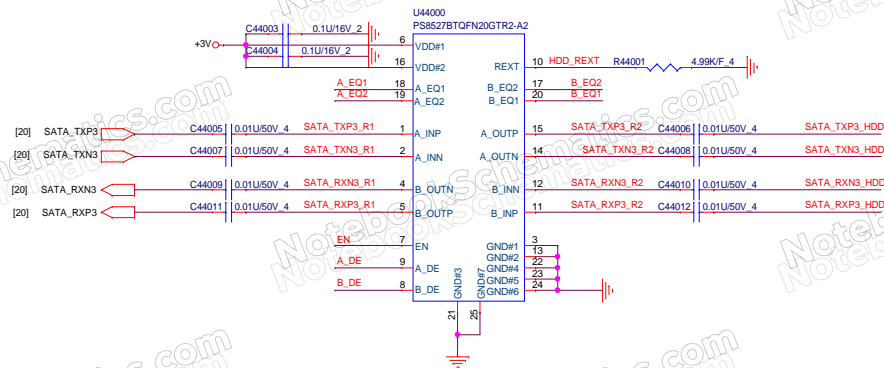 U44000
PS8527BTQFN20GTR2-A2
C44003 0.1U/16V_2
+3V 6 VDD#1
C44004 0.1U/16V_2
16 VDD#2 REXT 10 HDD_REXT R44001 4.99K/F_4
A_EQ1 18 A_EQ1 B_EQ2 17 B_EQ2
A_EQ2 19 A_EQ2 B_EQ1 20 B_EQ1
[20] SATA_TXP3 C44005 0.01U/50V_4 SATA_TXP3_R1 1 A_INP A_OUTP 15 SATA_TXP3_R2 C44006 0.01U/50V_4 SATA_TXP3_HDD
[20] SATA_TXN3 C44007 0.01U/50V_4 SATA_TXN3_R1 2 A_INN A_OUTN 14 SATA_TXN3_R2 C44008 0.01U/50V_4 SATA_TXN3_HDD
[20] SATA_RXN3 C44009 0.01U/50V_4 SATA_RXN3_R1 4 B_OUTN B_INN 12 SATA_RXN3_R2 C44010 0.01U/50V_4 SATA_RXN3_HDD
[20] SATA_RXP3 C44011 0.01U/50V_4 SATA_RXP3_R1 5 B_OUTP B_INP 11 SATA_RXP3_R2 C44012 0.01U/50V_4 SATA_RXP3_HDD
EN 7 EN GND#1 3
GND#2 13
A_DE 9 A_DE GND#4 22
GND#5 23
B_DE 8 B_DE GND#6 24
GND#3 GND#7
21 25
NotebookSchematics.com